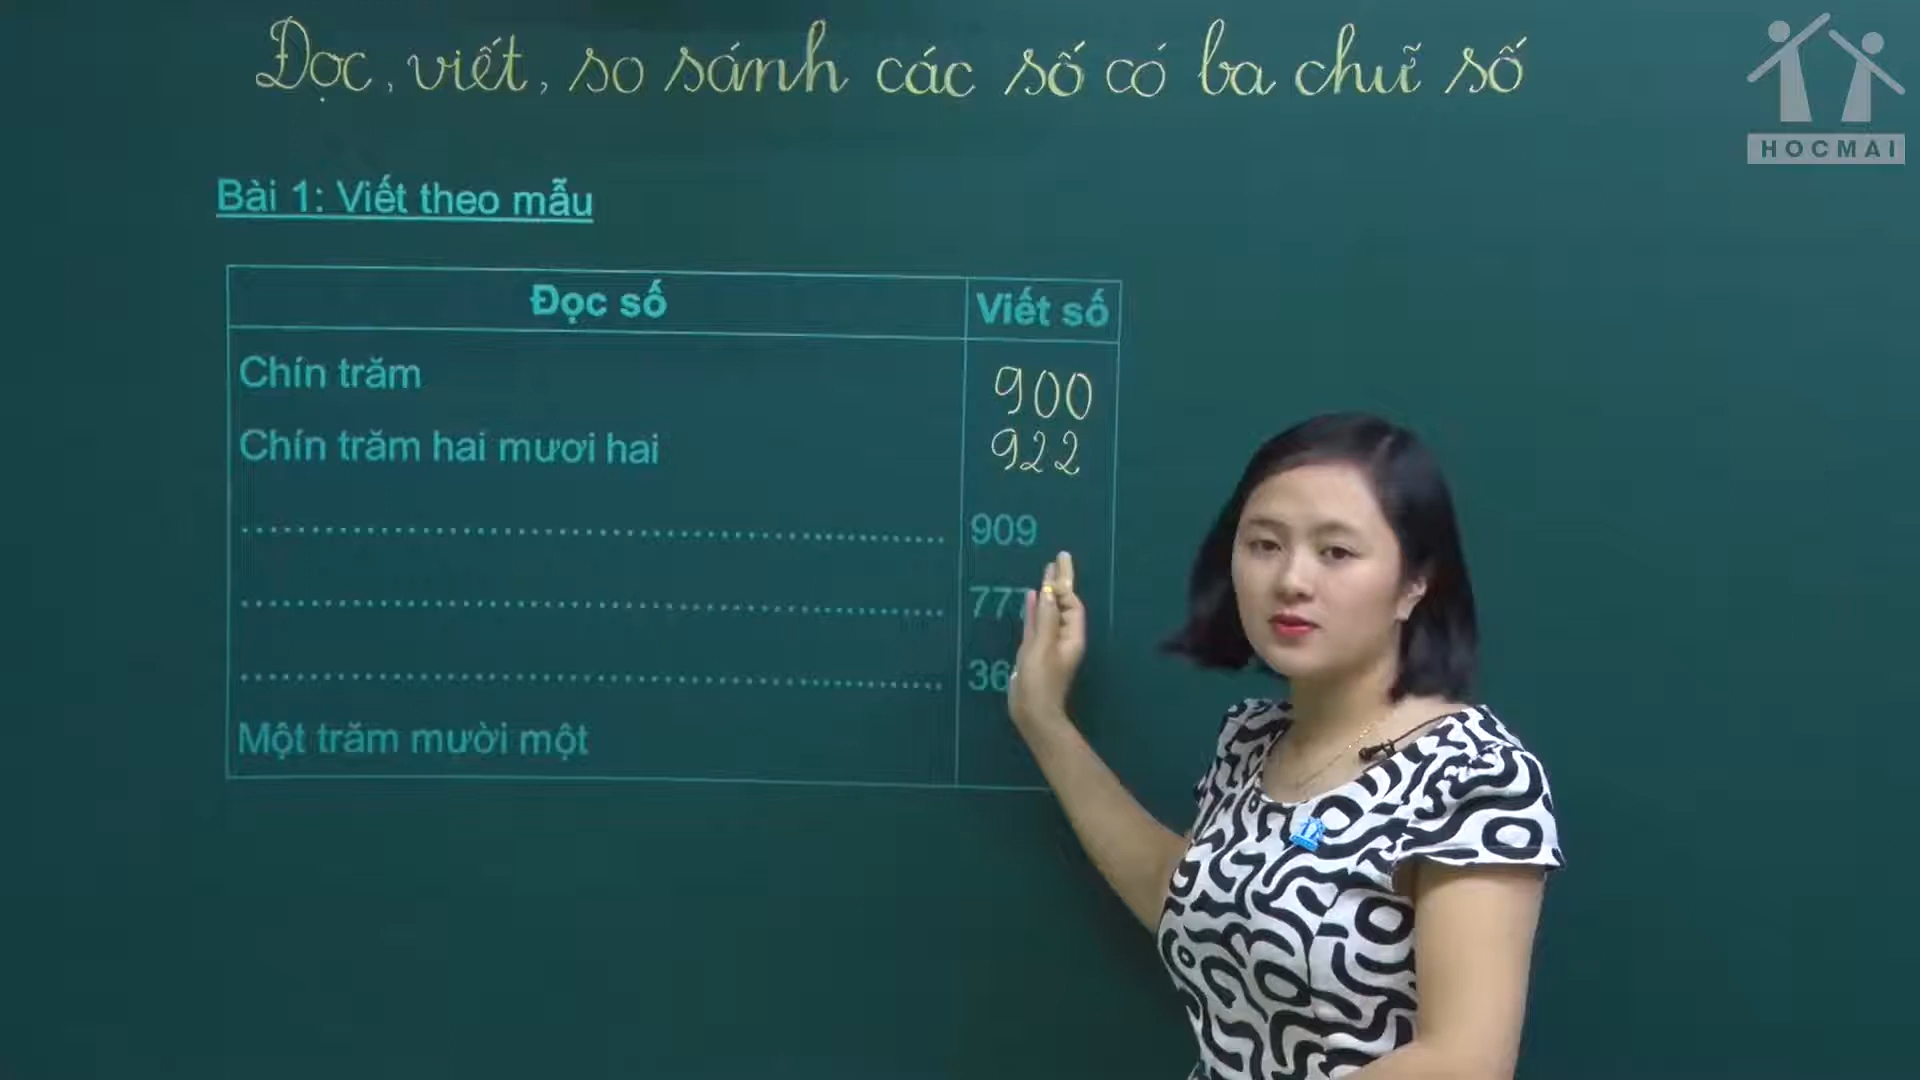 Đọc, viết, so sánh các số có ba chữ số
HOCMAI
Bài 1: Viết theo mẫu
Đọc số Viết số
Chín trăm 900
Chín trăm hai mươi hai 922
........................................................ 909
........................................................
........................................................
Một trăm mười một